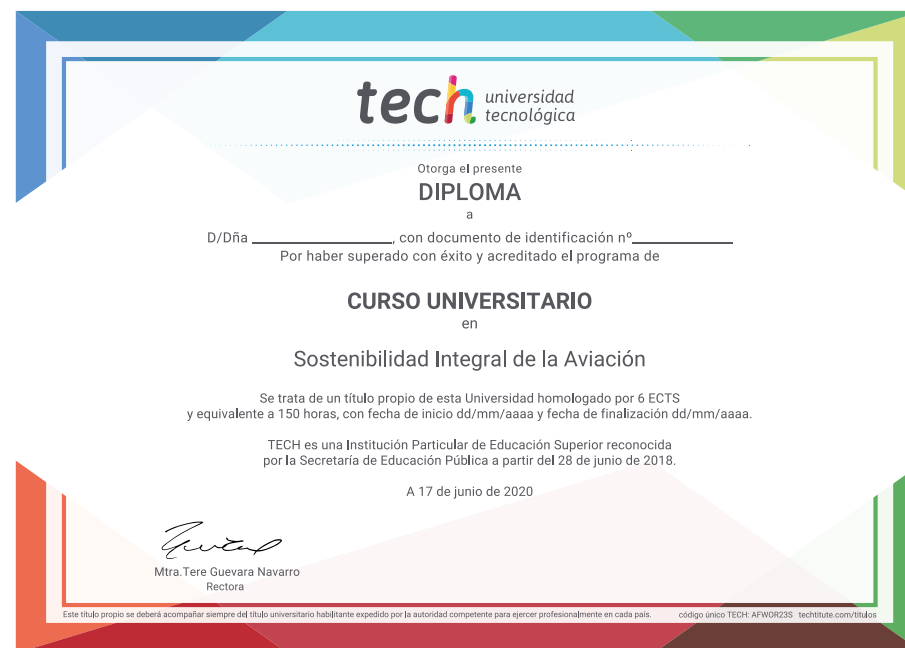 tech universidad
tecnológica
Otorga el presente
DIPLOMA
a
D/Dña ____________________, con documento de identificación nº______________
Por haber superado con éxito y acreditado el programa de
CURSO UNIVERSITARIO
en
Sostenibilidad Integral de la Aviación
Se trata de un título propio de esta Universidad homologado por 6 ECTS
y equivalente a 150 horas, con fecha de inicio dd/mm/aaaa y fecha de finalización dd/mm/aaaa.
TECH es una Institución Particular de Educación Superior reconocida
por la Secretaría de Educación Pública a partir del 28 de junio de 2018.
A 17 de junio de 2020
Mtra.Tere Guevara Navarro
Rectora
Este título propio se deberá acompañar siempre del título universitario habilitante expedido por la autoridad competente para ejercer profesionalmente en cada país. código único TECH: AFWOR23S techtitute.com/titulos